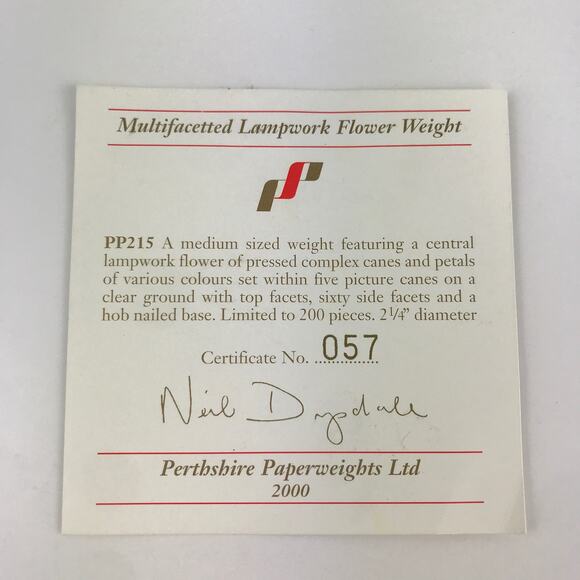 Multifacetted Lampwork Flower Weight
PP215 A medium sized weight featuring a central
lampwork flower of pressed complex canes and petals
of various colours set within five picture canes on a
clear ground with top facets, sixty side facets and a
hob nailed base. Limited to 200 pieces. 2¼” diameter
Certificate No. 057
Neil Drysdale
Perthshire Paperweights Ltd
2000